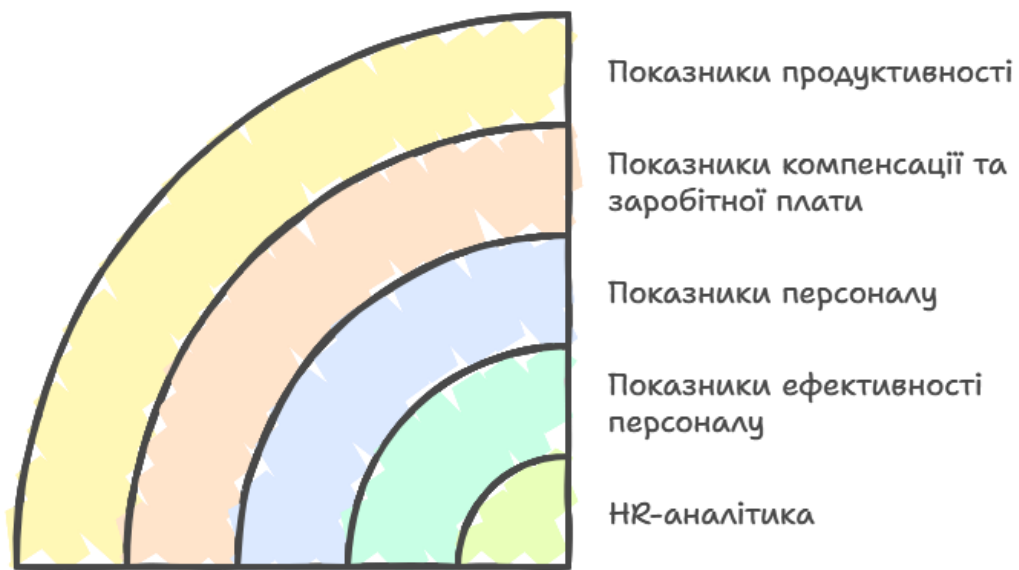 Показники продуктивності
Показники компенсації та
заробітної плати
Показники персоналу
Показники ефективності
персоналу
HR-аналітика